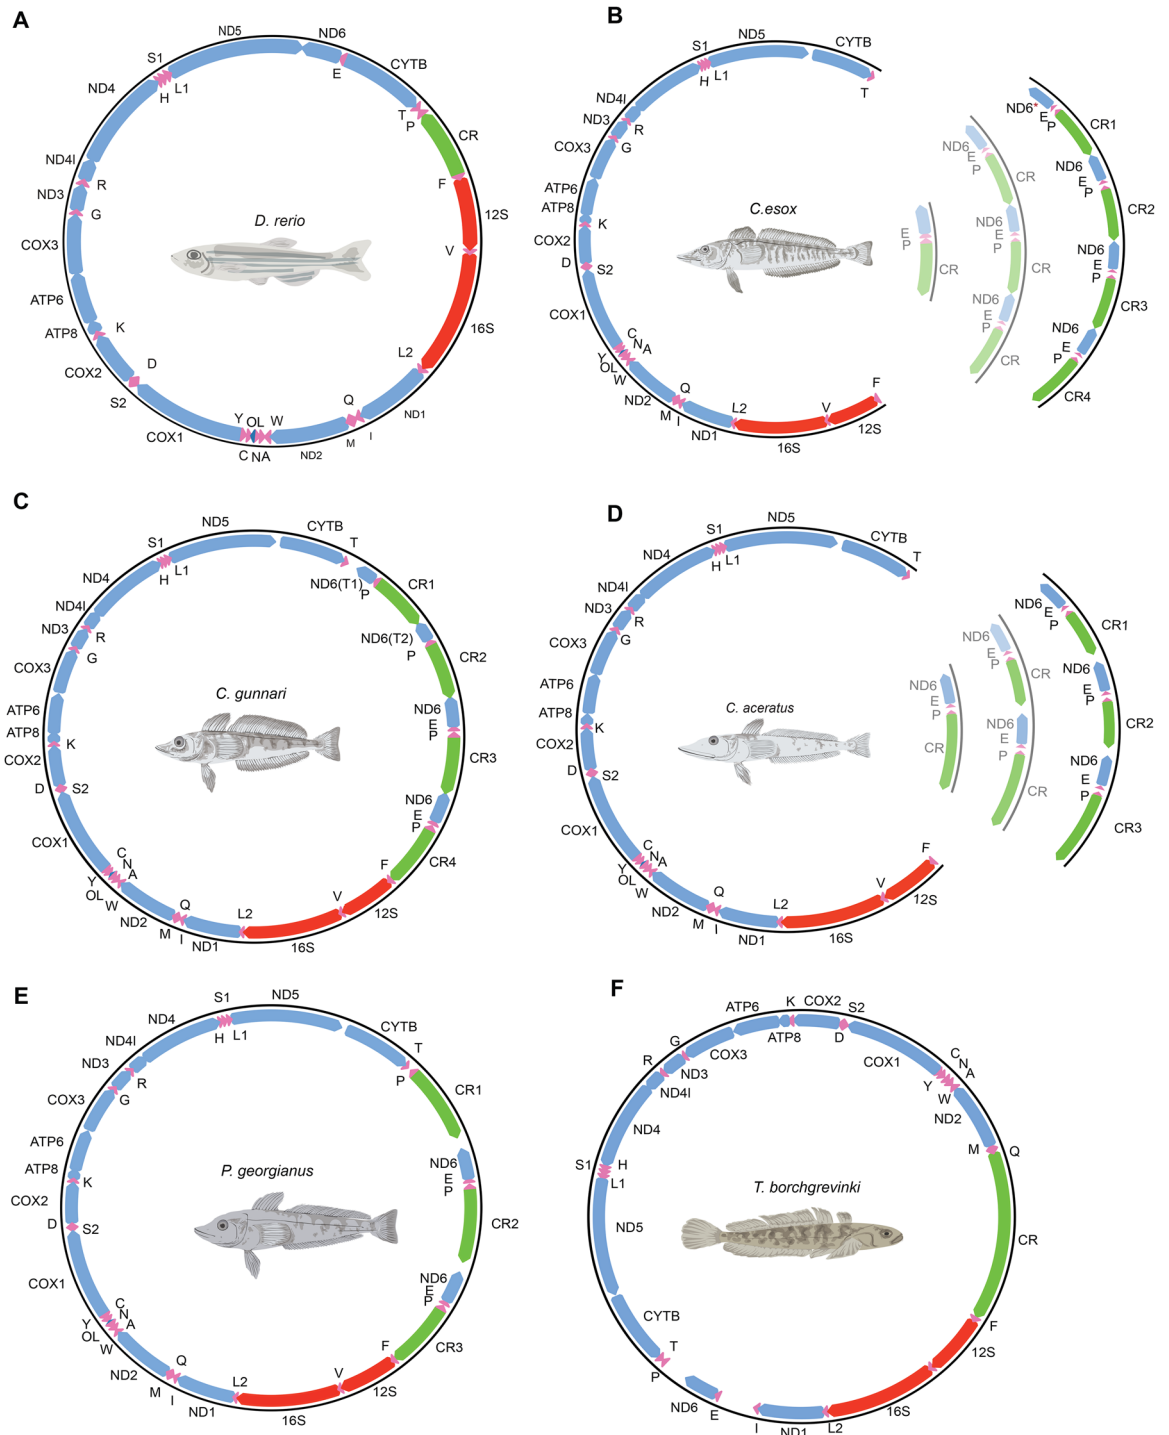 A
ND5
ND6
S1
CYTB
E
H
L1
ND4
T
P
CR
ND4l
R
F
ND3
G
12S
COX3
D. rerio
V
ATP6
K
16S
ATP8
L2
COX2
D
S2
ND1
Q
Y
OL
W
COX1
I
M
C
NA
ND2
B
ND5
S1
CYTB
H
L1
T
ND4l
ND3
R
COX3
G
ATP6
ATP8
K
C.esox
COX2
D
S2
COX1
C
N
A
Y
OL
W
ND2
Q
F
M
I
ND1
L2
V
12S
16S
ND6
E
P
CR
ND6
E
P
CR
ND6
E
P
CR
ND6
E
P
CR
ND6*
E
P
CR1
ND6
E
P
CR2
ND6
E
P
CR3
ND6
E
P
CR4
C
ND5
CYTB
S1
T
H
L1
ND4
ND6(T1)
P
CR1
ND4l
ND3
R
ND6(T2)
G
P
CR2
COX3
C. gunnari
ATP6
ND6
ATP8
E
K
P
COX2
CR3
D
S2
ND6
E
P
COX1
C
N
A
CR4
Y
OL
F
W
ND2
Q
V
12S
M
I
ND1
L2
16S
D
ND5
S1
CYTB
T
H
L1
ND4
ND4l
ND3
R
G
COX3
ATP6
C. aceratus
ATP8
K
COX2
D
S2
COX1
C
N
A
F
Y
OL
W
V
ND2
Q
12S
M
I
L2
ND1
16S
ND6
E
P
CR
ND6
E
P
CR
ND6
E
P
CR
ND6
E
P
CR1
ND6
E
P
CR2
ND6
E
P
CR3
E
S1
ND5
ND4
CYTB
H
L1
T
ND4l
ND3
P
R
CR1
COX3
G
ATP6
ND6
ATP8
P. georgianus
E
K
P
COX2
D
S2
CR2
COX1
ND6
E
P
C
N
A
Y
OL
W
CR3
F
ND2
Q
V
L2
12S
M
I
ND1
16S
F
ATP6
K
COX2
S2
ATP8
D
G
COX3
COX1
R
ND3
C
N
A
ND4l
Y
W
ND4
ND2
M
Q
S1
H
L1
T. borchgrevinki
ND5
CR
CYTB
F
T
12S
P
ND6
E
16S
I
ND1
L2